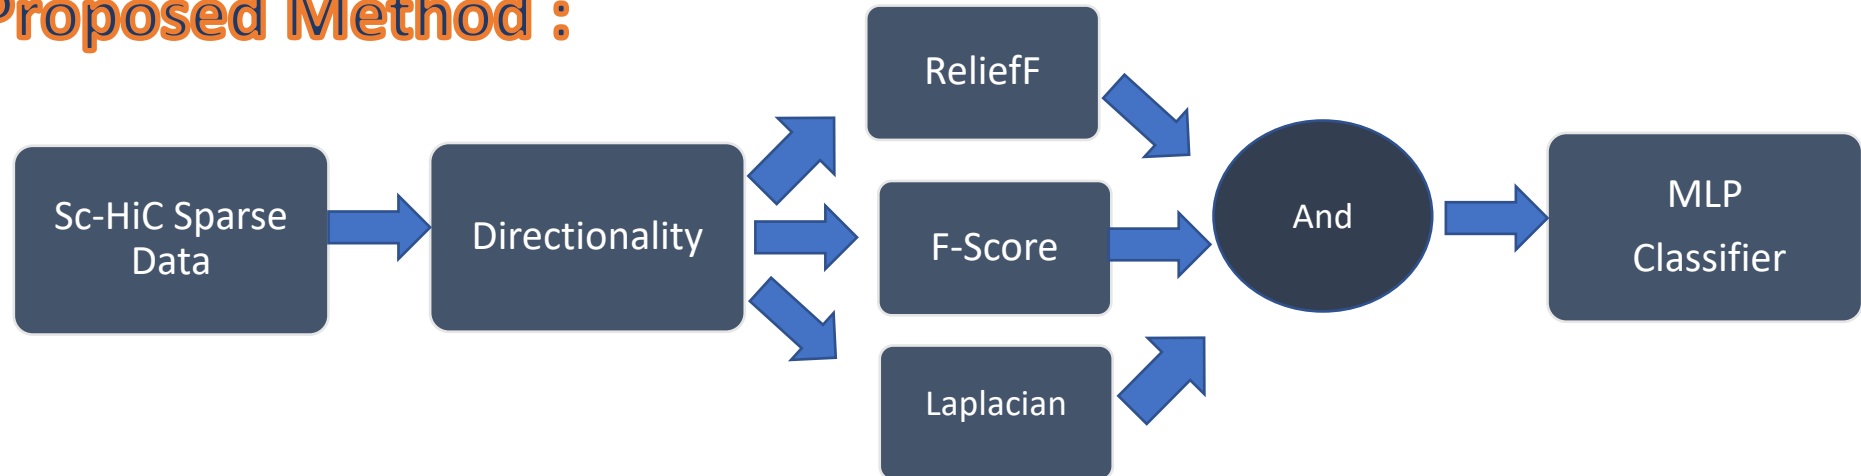 Proposed Method :
Sc-HiC Sparse
Data
Directionality
ReliefF
F-Score
Laplacian
And
MLP
Classifier